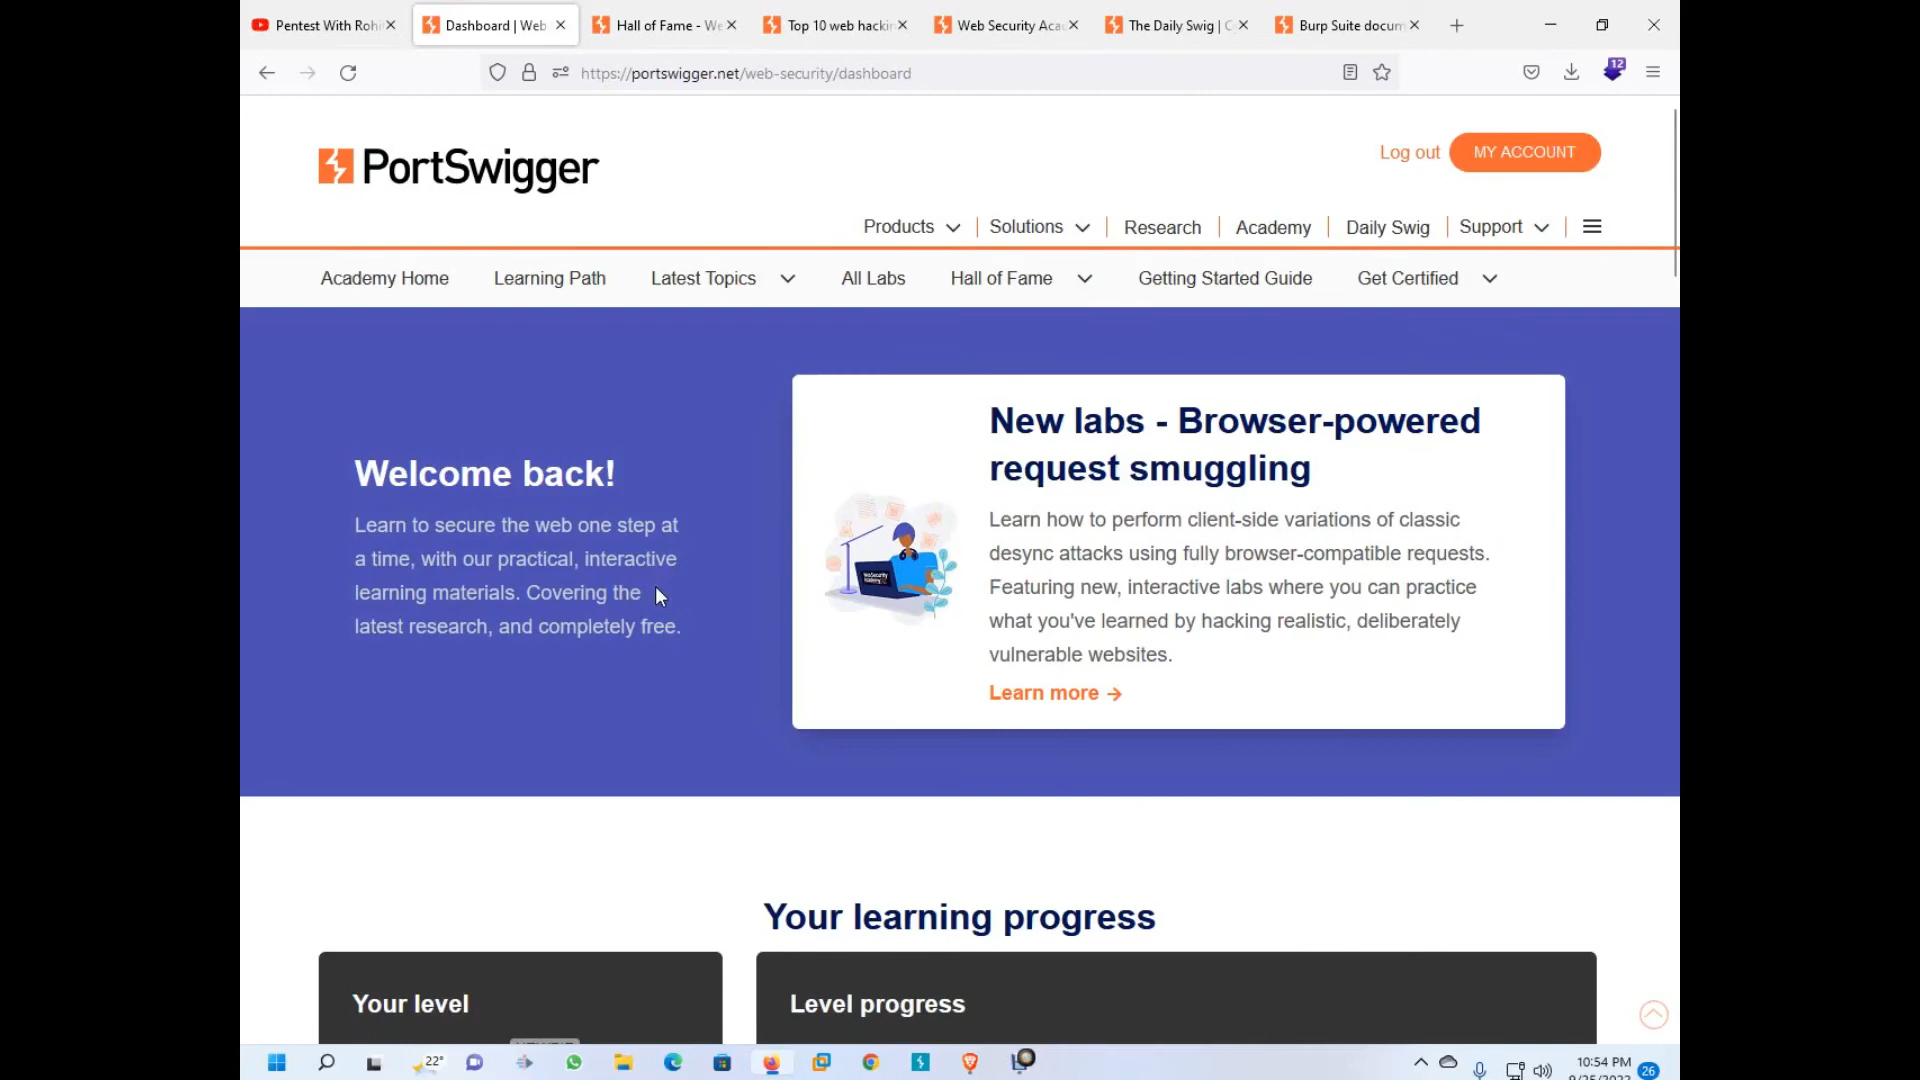 Pentest With Rohi
Dashboard | Web
Hall of Fame - We
Top 10 web hackin
Web Security Aca
The Daily Swig | C
Burp Suite docum
https://portswigger.net/web-security/dashboard
12
PortSwigger
Log out
MY ACCOUNT
Products
Solutions
Research
Academy
Daily Swig
Support
Academy Home
Learning Path
Latest Topics
All Labs
Hall of Fame
Getting Started Guide
Get Certified
Welcome back!
Learn to secure the web one step at
a time, with our practical, interactive
learning materials. Covering the
latest research, and completely free.
New labs - Browser-powered
request smuggling
Learn how to perform client-side variations of classic
desync attacks using fully browser-compatible requests.
Featuring new, interactive labs where you can practice
what you've learned by hacking realistic, deliberately
vulnerable websites.
Learn more →
Your learning progress
Your level
Level progress
22°
10:54 PM
26